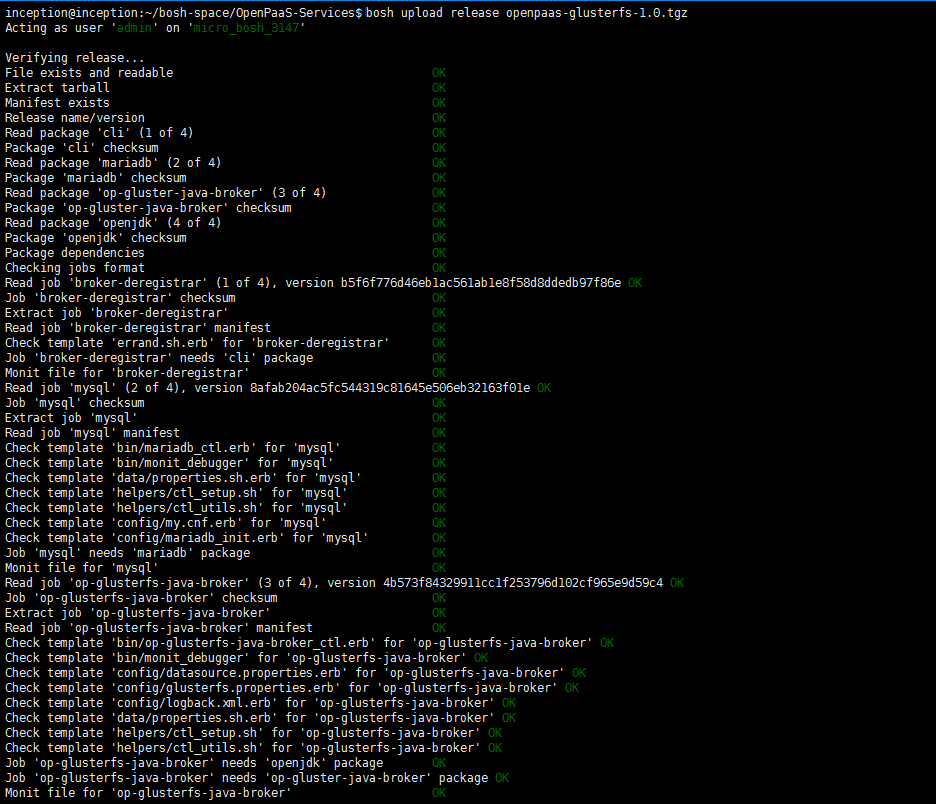 inception@inception:~/bosh-space/OpenPaaS-Services$ bosh upload release openpaas-glusterfs-1.0.tgz
Acting as user 'admin' on 'micro_bosh_3147'
Verifying release...
File exists and readable OK
Extract tarball OK
Manifest exists OK
Release name/version OK
Read package 'cli' (1 of 4) OK
Package 'cli' checksum OK
Read package 'mariadb' (2 of 4) OK
Package 'mariadb' checksum OK
Read package 'op-gluster-java-broker' (3 of 4) OK
Package 'op-gluster-java-broker' checksum OK
Read package 'openjdk' (4 of 4) OK
Package 'openjdk' checksum OK
Package dependencies OK
Checking jobs format OK
Read job 'broker-deregistrar' (1 of 4), version b5f6f776d46eb1ac561ab1e8f58d8ddedb97f86e OK
Job 'broker-deregistrar' checksum OK
Extract job 'broker-deregistrar' OK
Read job 'broker-deregistrar' manifest OK
Check template 'errand.sh.erb' for 'broker-deregistrar' OK
Job 'broker-deregistrar' needs 'cli' package OK
Monit file for 'broker-deregistrar' OK
Read job 'mysql' (2 of 4), version 8afab204ac5fc544319c81645e506eb32163f01e OK
Job 'mysql' checksum OK
Extract job 'mysql' OK
Read job 'mysql' manifest OK
Check template 'bin/mariadb_ctl.erb' for 'mysql' OK
Check template 'bin/monit_debugger' for 'mysql' OK
Check template 'data/properties.sh.erb' for 'mysql' OK
Check template 'helpers/ctl_setup.sh' for 'mysql' OK
Check template 'helpers/ctl_utils.sh' for 'mysql' OK
Check template 'config/my.cnf.erb' for 'mysql' OK
Check template 'config/mariadb_init.erb' for 'mysql' OK
Job 'mysql' needs 'mariadb' package OK
Monit file for 'mysql' OK
Read job 'op-glusterfs-java-broker' (3 of 4), version 4b573f84329911cc1f253796d102cf965e9d59c4 OK
Job 'op-glusterfs-java-broker' checksum OK
Extract job 'op-glusterfs-java-broker' OK
Read job 'op-glusterfs-java-broker' manifest OK
Check template 'bin/op-glusterfs-java-broker_ctl.erb' for 'op-glusterfs-java-broker' OK
Check template 'bin/monit_debugger' for 'op-glusterfs-java-broker' OK
Check template 'config/datasource.properties.erb' for 'op-glusterfs-java-broker' OK
Check template 'config/glusterfs.properties.erb' for 'op-glusterfs-java-broker' OK
Check template 'config/logback.xml.erb' for 'op-glusterfs-java-broker' OK
Check template 'data/properties.sh.erb' for 'op-glusterfs-java-broker' OK
Check template 'helpers/ctl_setup.sh' for 'op-glusterfs-java-broker' OK
Check template 'helpers/ctl_utils.sh' for 'op-glusterfs-java-broker' OK
Job 'op-glusterfs-java-broker' needs 'openjdk' package OK
Job 'op-glusterfs-java-broker' needs 'op-gluster-java-broker' package OK
Monit file for 'op-glusterfs-java-broker' OK